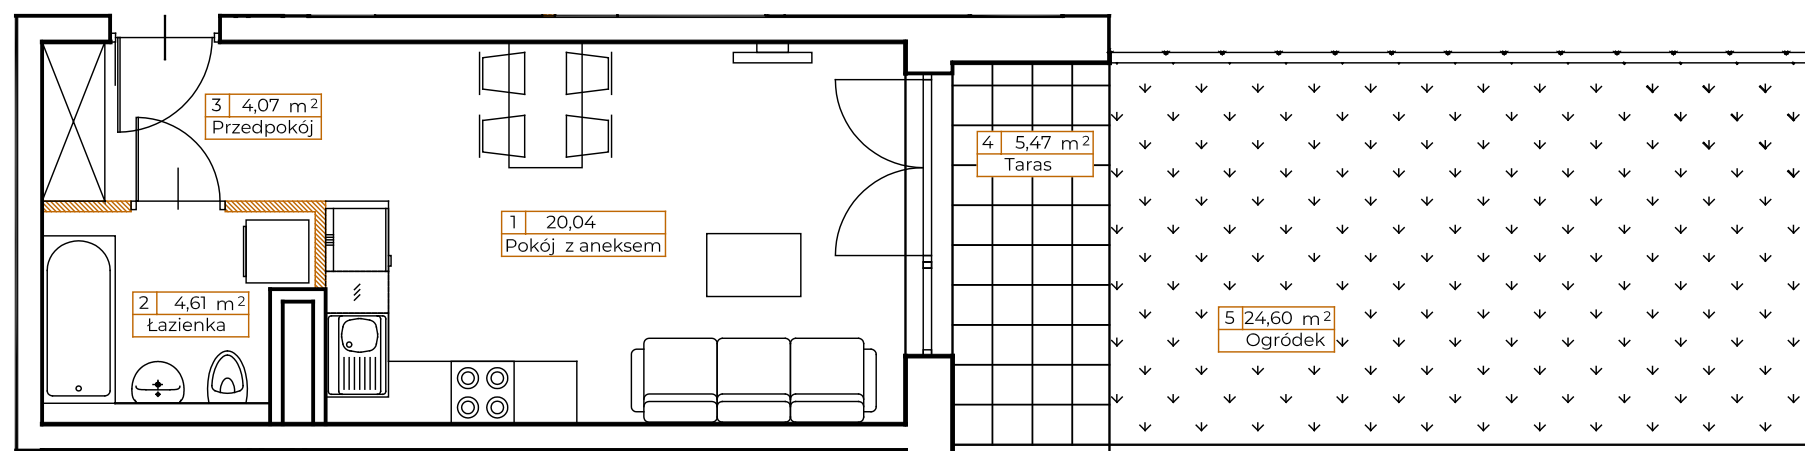 3 4,07 m²
Przedpokój
4 5,47 m²
Taras
1 20,04
Pokój z aneksem
2 4,61 m²
Łazienka
5 24,60 m²
Ogródek